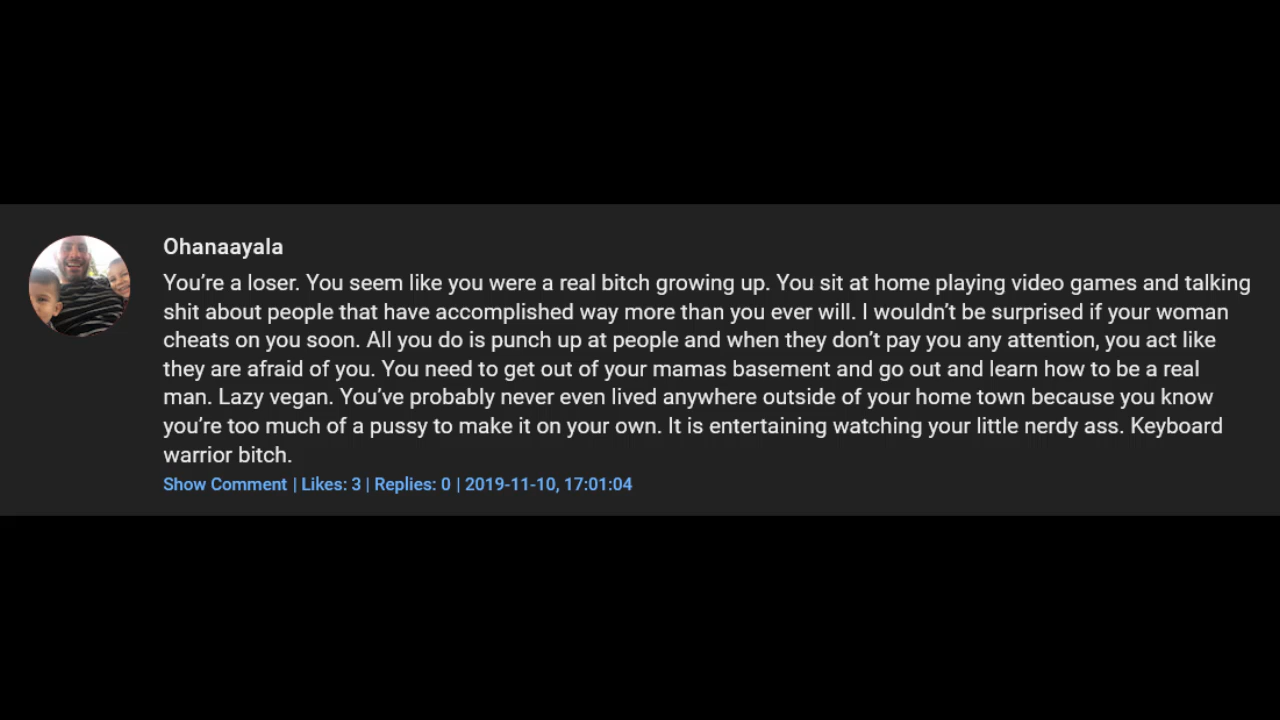 Ohanaayala
You’re a loser. You seem like you were a real bitch growing up. You sit at home playing video games and talking
shit about people that have accomplished way more than you ever will. I wouldn’t be surprised if your woman
cheats on you soon. All you do is punch up at people and when they don’t pay you any attention, you act like
they are afraid of you. You need to get out of your mamas basement and go out and learn how to be a real
man. Lazy vegan. You’ve probably never even lived anywhere outside of your home town because you know
you’re too much of a pussy to make it on your own. It is entertaining watching your little nerdy ass. Keyboard
warrior bitch.
Show Comment | Likes: 3 | Replies: 0 | 2019-11-10, 17:01:04